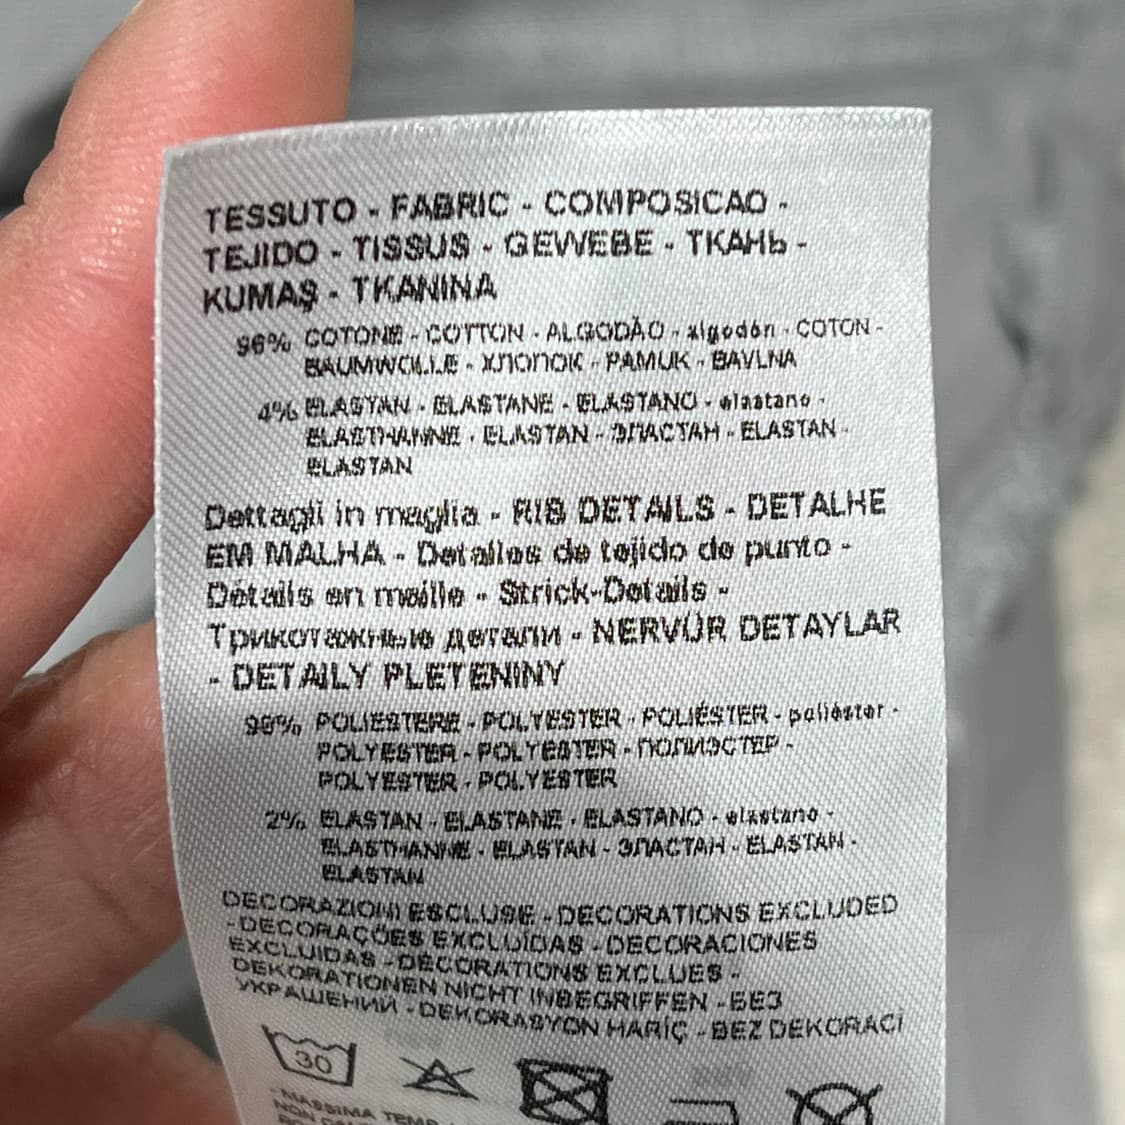 TESSUTO - FABRIC - COMPOSICAO -
TEJIDO - TISSUS - GEWEBE - ТКАНЬ -
KUMAŞ - TKANINA
96% COTONE - COTTON - ALGODÃO - algodón - COTON -
BAUMWOLLE - ХЛОПОК - PAMUK - BAVLNA
4% ELASTAN - ELASTANE - ELASTANO - elastano -
ELASTHANNE - ELASTAN - ЭЛАСТАН - ELASTAN -
ELASTAN
Dettagli in maglia - RIB DETAILS - DETALHE
EM MALHA - Detalles de tejido de punto -
Détails en maille - Strick-Details -
Трикотажные детали - NERVÜR DETAYLAR
- DETAILY PLETENINY
98% POLIESTERE - POLYESTER - POLIÉSTER - poliéster -
POLYESTER - POLYESTER - ПОЛИЭСТЕР -
POLYESTER - POLYESTER
2% ELASTAN - ELASTANE - ELASTANO - elastano -
ELASTHANNE - ELASTAN - ЭЛАСТАН - ELASTAN -
ELASTAN
DECORAZIONI ESCLUSE - DECORATIONS EXCLUDED
- DECORAÇÕES EXCLUIDAS - DECORACIONES
EXCLUIDAS - DECORATIONS EXCLUES -
DEKORATIONEN NICHT INBEGRIFFEN - БЕЗ
УКРАШЕНИЙ - DEKORASYON HARİÇ - BEZ DEKORACÍ
30
- MASSIMA
NON